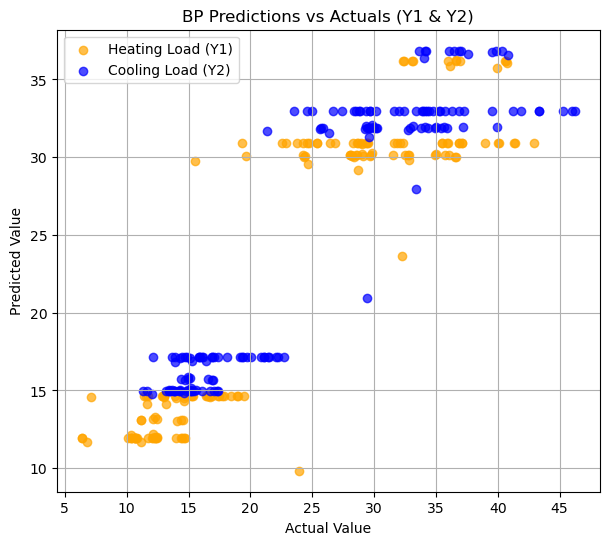 BP Predictions vs Actuals (Y1 & Y2)
Heating Load (Y1)
Cooling Load (Y2)
Predicted Value
35
30
25
20
15
10
5 10 15 20 25 30 35 40 45
Actual Value